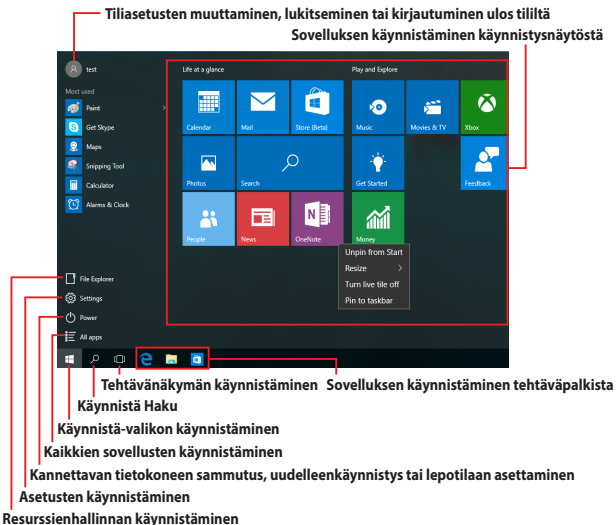 Tiliasetusten muuttaminen, lukitseminen tai kirjautuminen ulos tililtä
Sovelluksen käynnistäminen käynnistysnäytöstä
test
Life at a glance
Play and Explore
Most used
Paint
Get Skype
Maps
Snipping Tool
Calculator
Alarms & Clock
Calendar
Mail
Store (Beta)
Music
Movies & TV
Xbox
Photos
Search
Get Started
Feedback
People
News
OneNote
Money
Unpin from Start
Resize
Turn live tile off
Pin to taskbar
File Explorer
Settings
Power
All apps
Tehtävänäkymän käynnistäminen
Sovelluksen käynnistäminen tehtäväpalkista
Käynnistä Haku
Käynnistä-valikon käynnistäminen
Kaikkien sovellusten käynnistäminen
Kannettavan tietokoneen sammutus, uudelleenkäynnistys tai lepotilaan asettaminen
Asetusten käynnistäminen
Resurssienhallinnan käynnistäminen